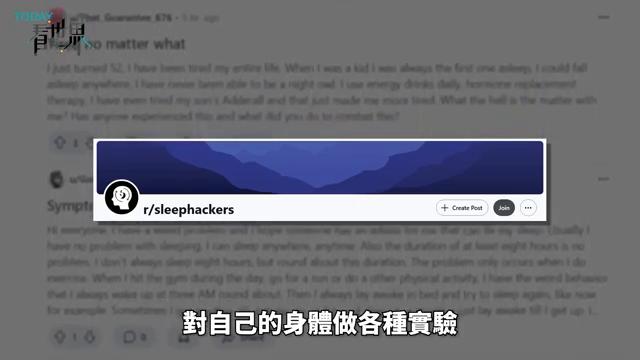 TODAY
看世界
no matter what
I just turned 52, I have been tired my entire life. When I was a kid I was always the first one asleep, I could fall
asleep anywhere. I have never been able to be a night owl. I use energy drinks daily, hormone replacement
therapy, I have even tried my son's Adderall and that just made me more tired. What the hell is the matter with
me? Has anyone experienced this and what did you do to combat this?
r/sleephackers
Create Post
Join
Hi everyone, I have a weird problem and I hope someone has an
have no problem with sleeping, I can sleep anywhere, anytime. Also the duration of at least eight hours is no
problem. I don't always sleep eight hours, but round about this duration. The problem only occurs when I do
exercise. When I hit the gym during the day, go for a run or do a other physical activity, I have the weird behavior
that I always wake up at three AM round about. Then I always lay awake in bed and try to sleep again, like now
for example. Sometimes
對自己的身體做各種實驗